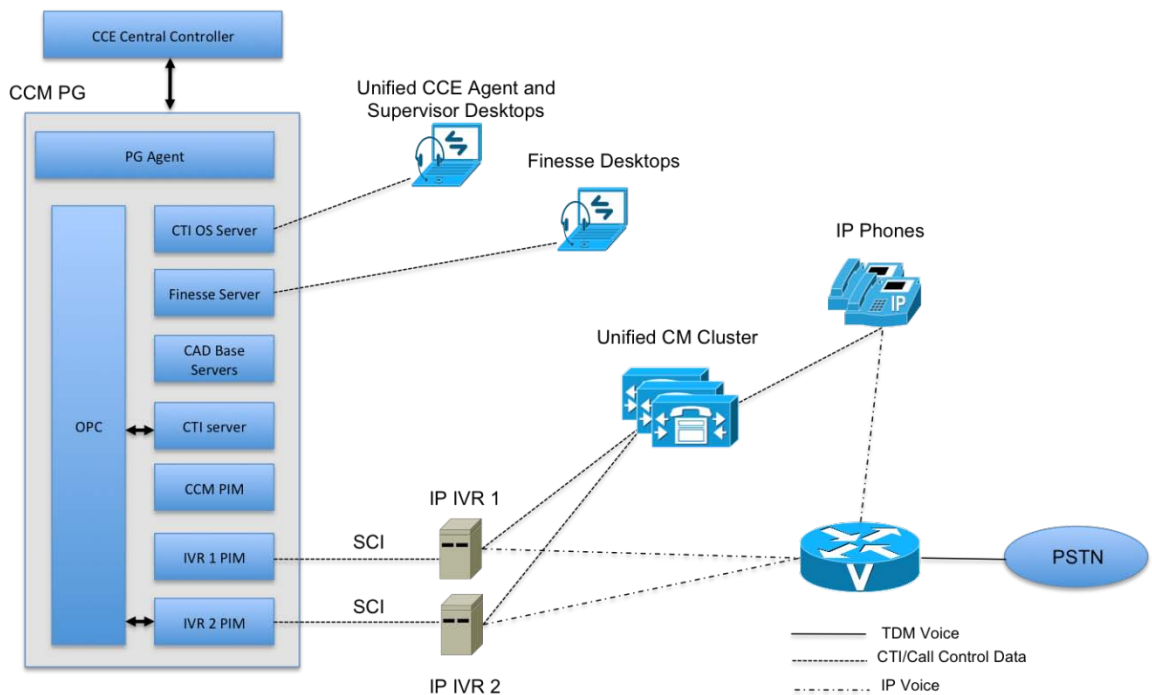 CCE Central Controller
CCM PG
PG Agent
OPC
CTI OS Server
Finesse Server
CAD Base
Servers
CTI server
CCM PIM
IVR 1 PIM
IVR 2 PIM
Unified CCE Agent and
Supervisor Desktops
Finesse Desktops
IP Phones
IP
Unified CM Cluster
IP IVR 1
SCI
SCI
IP IVR 2
V
PSTN
TDM Voice
CTI/Call Control Data
IP Voice